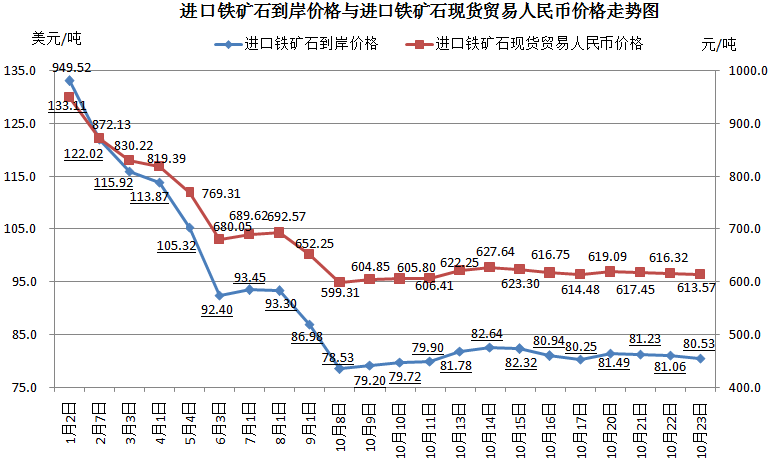 进口铁矿石到岸价格与进口铁矿石现货贸易人民币价格走势图
美元/吨
进口铁矿石到岸价格
进口铁矿石现货贸易人民币价格
元/吨
135.0
125.0
115.0
105.0
95.0
85.0
75.0
1000.0
900.0
800.0
700.0
600.0
500.0
400.0
949.52
872.13
830.22
819.39
769.31
680.05
689.62
692.57
652.25
599.31
604.85
605.80
606.41
622.25
627.64
623.30
616.75
614.48
619.09
617.45
616.32
613.57
133.11
122.02
115.92
113.87
105.32
92.40
93.45
93.30
86.98
78.53
79.20
79.72
79.90
81.78
82.64
82.32
80.94
80.25
81.49
81.23
81.06
80.53
1月2日
2月7日
3月3日
4月1日
5月4日
6月3日
7月1日
8月1日
9月1日
10月8日
10月9日
10月10日
10月11日
10月13日
10月14日
10月15日
10月16日
10月17日
10月20日
10月21日
10月22日
10月23日